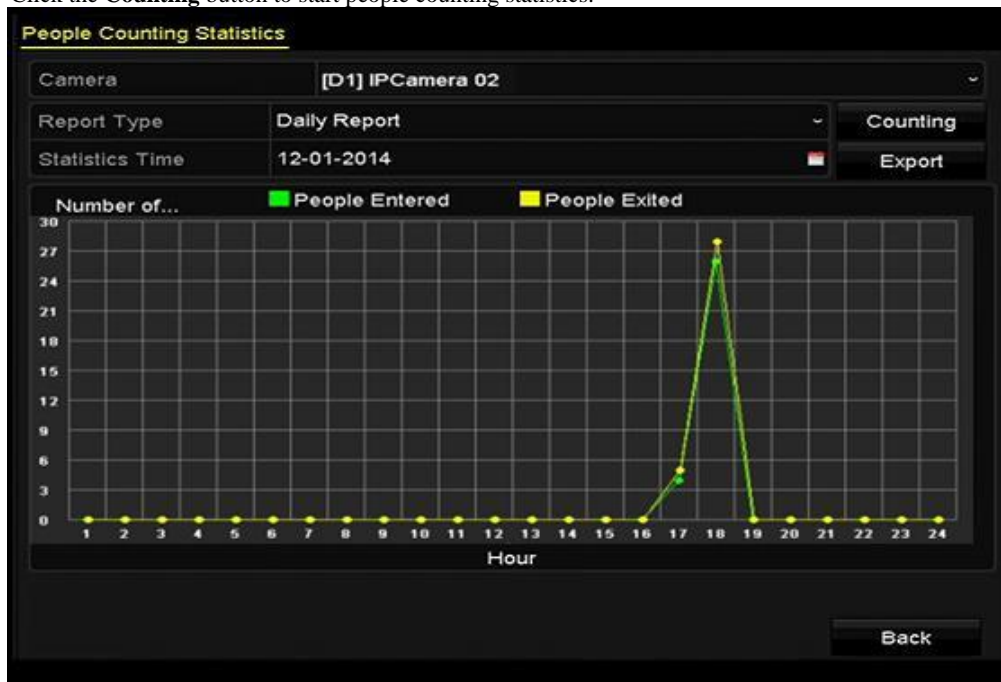 Click the Counting button to start people counting statistics.
People Counting Statistics
Camera [D1] IPCamera 02
Report Type Daily Report Counting
Statistics Time 12-01-2014 Export
Number of... People Entered People Exited
30
27
24
21
18
15
12
9
6
3
0
1 2 3 4 5 6 7 8 9 10 11 12 13 14 15 16 17 18 19 20 21 22 23 24
Hour
Back